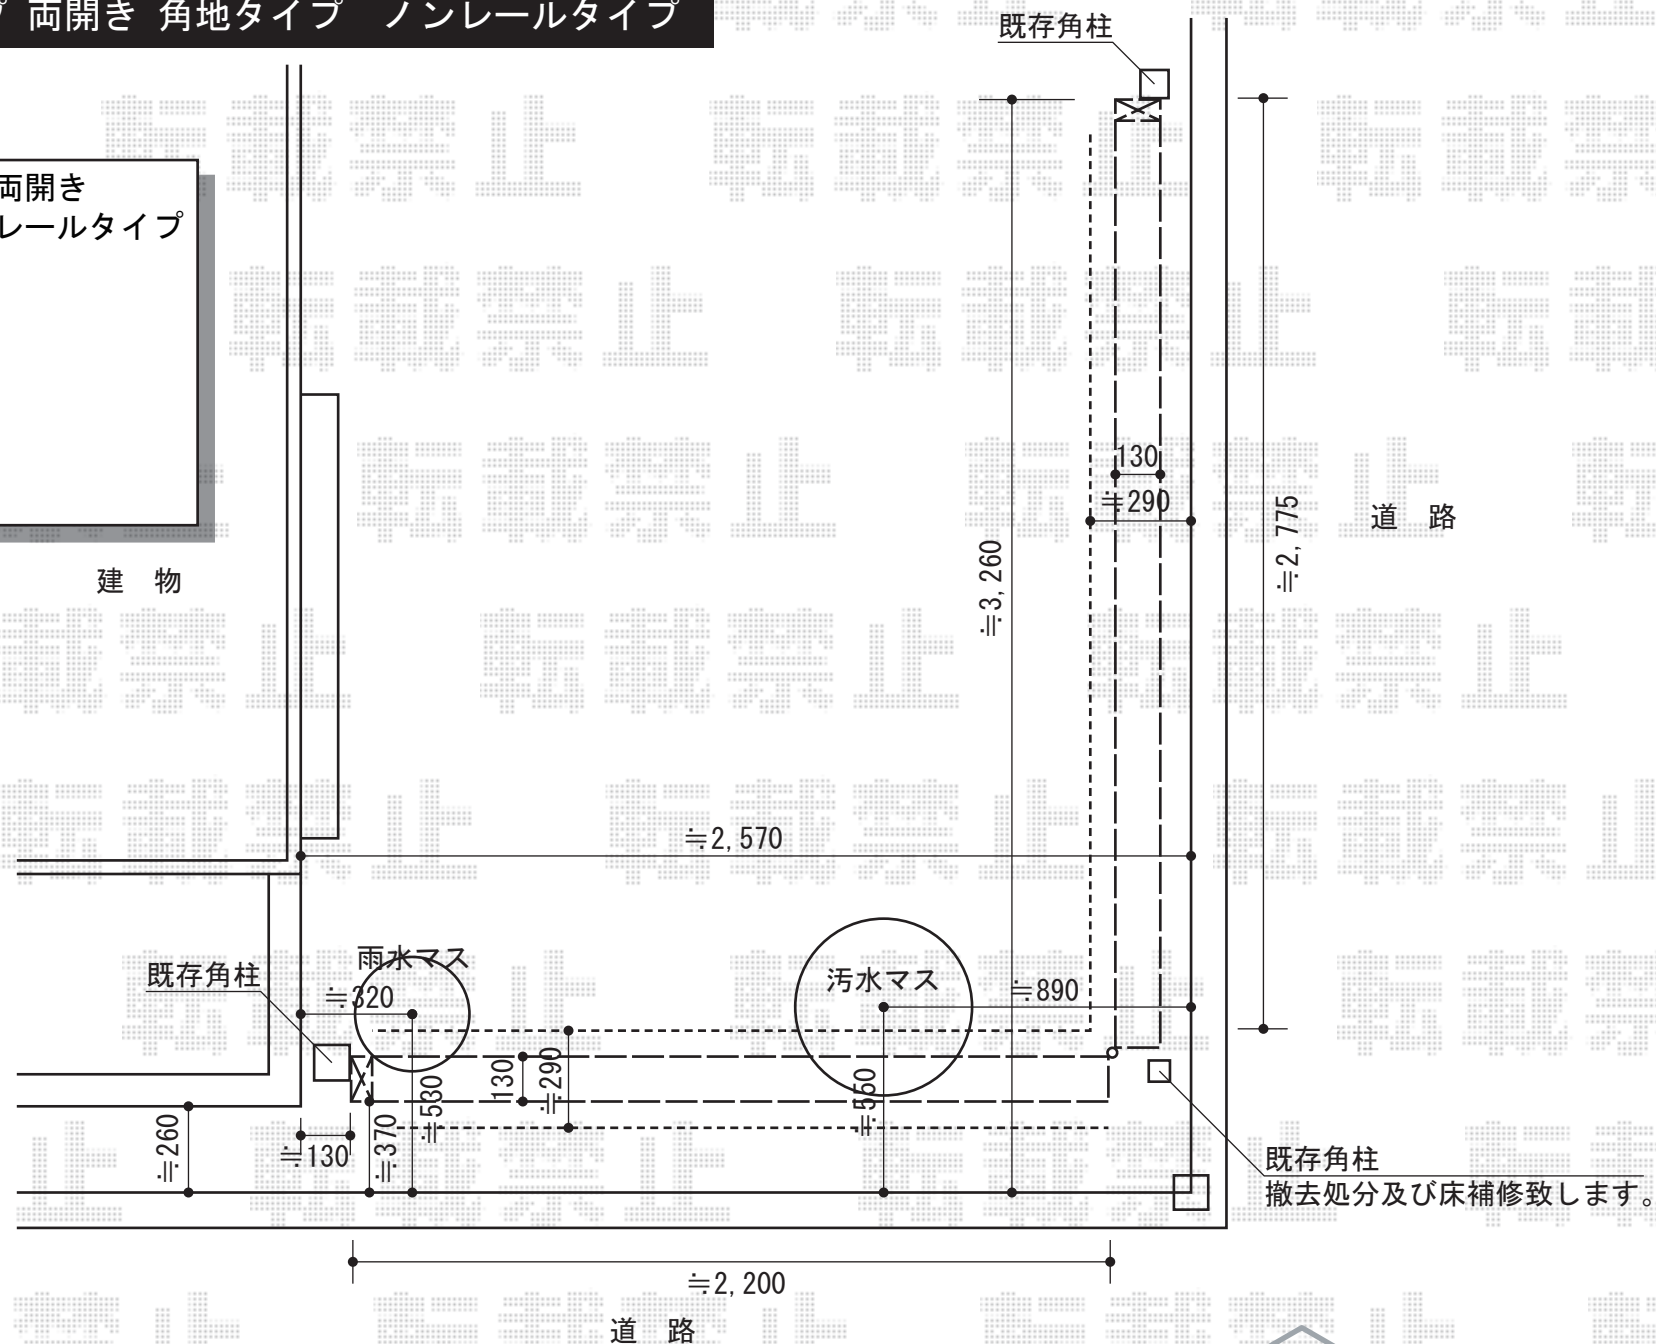 両開き 角地タイプ ノンレールタイプ
既存角柱
両開き
レールタイプ
130
≒290
≒2,775
道 路
≒3,260
建 物
≒2,570
雨水マス
既存角柱
≒320
汚水マス
≒890
130
≒290
≒530
≒560
≒260
≒130
≒370
既存角柱
撤去処分及び床補修致します。
≒2,200
道 路
転載禁止